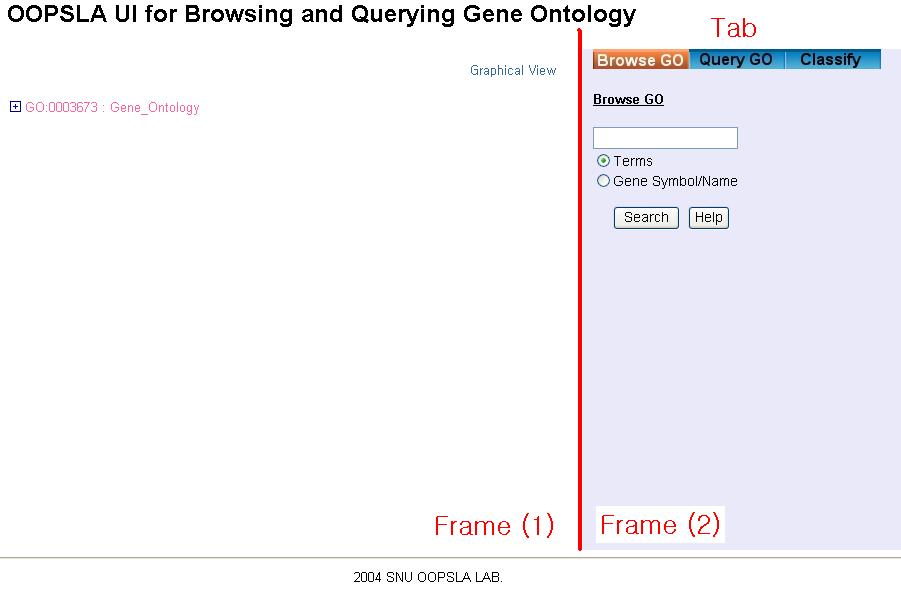 OOPSLA UI for Browsing and Querying Gene Ontology
Graphical View
GO:0003673 : Gene_Ontology
Frame (1)
Tab
Browse GO Query GO Classify
Browse GO
Terms
Gene Symbol/Name
Search Help
Frame (2)
2004 SNU OOPSLA LAB.